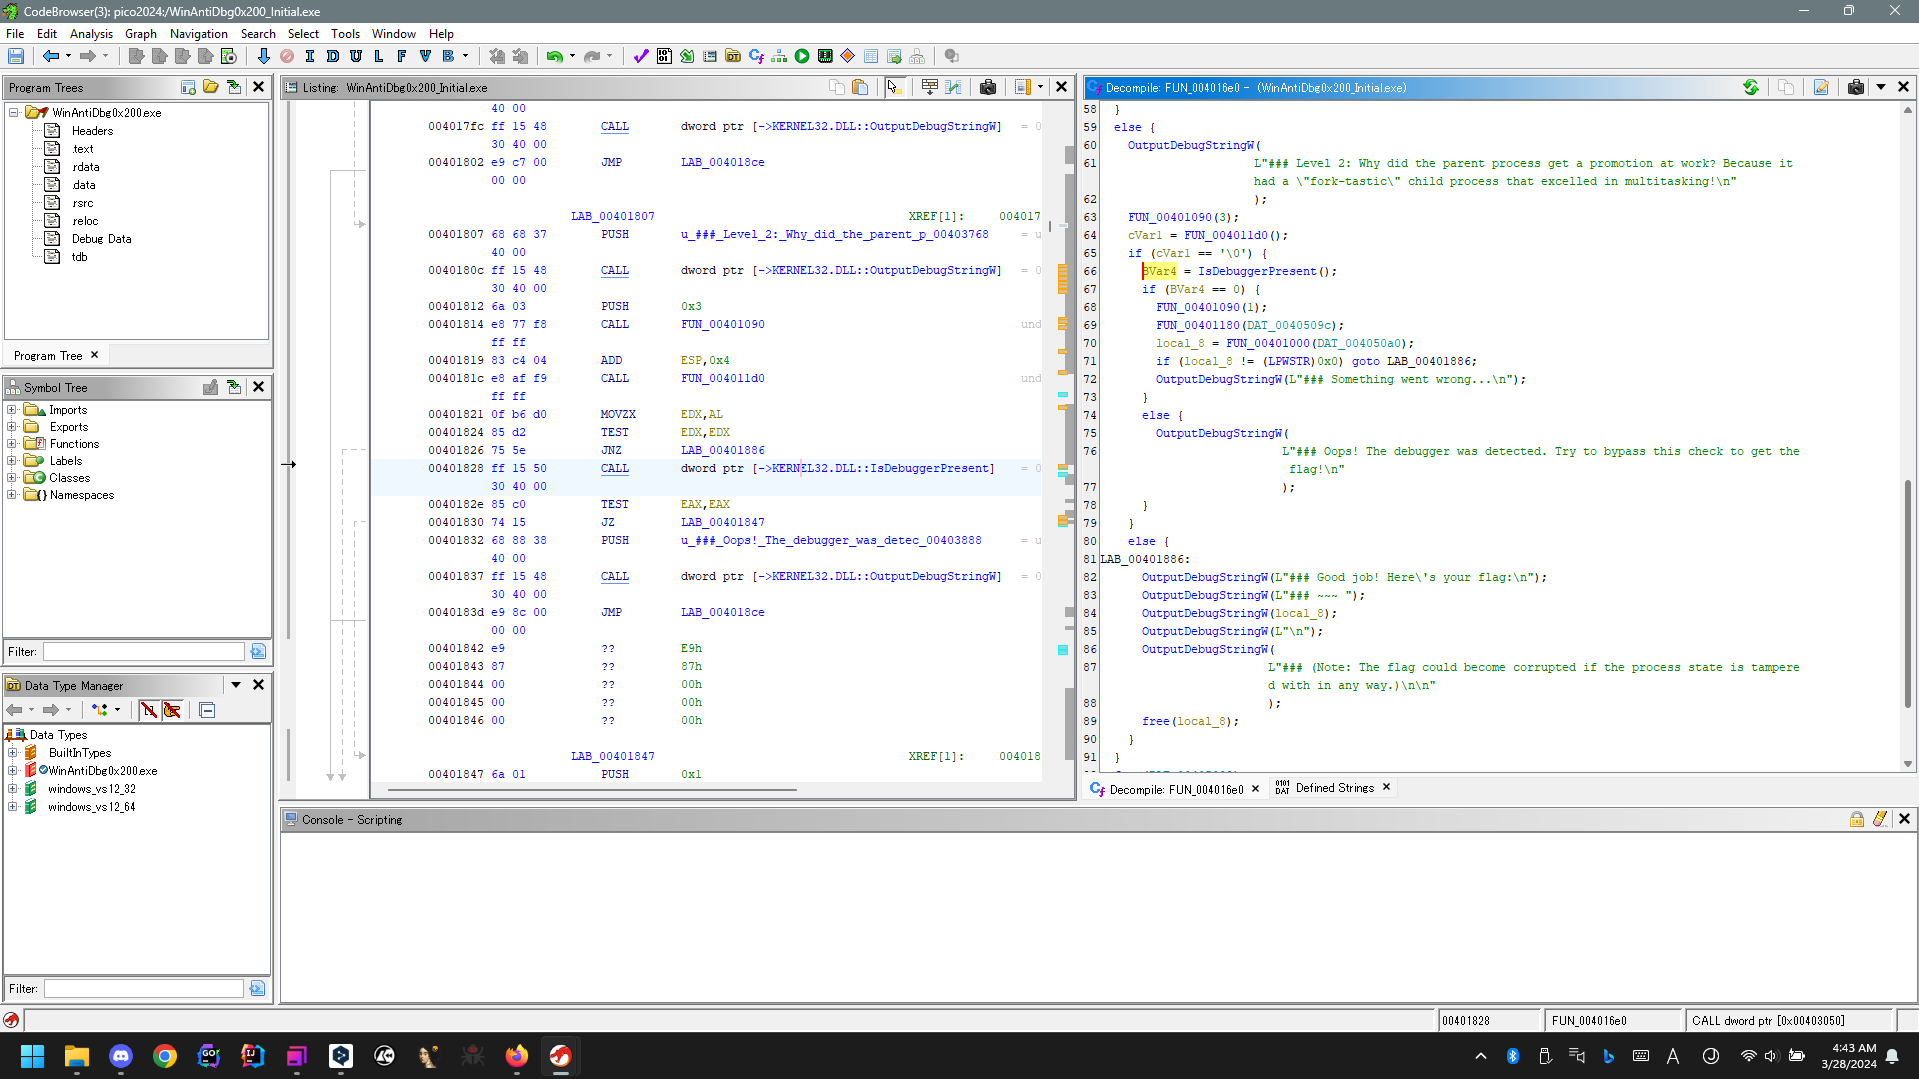 CodeBrowser(3): pico2024:/WinAntiDbg0x200_Initial.exe
File Edit Analysis Graph Navigation Search Select Tools Window Help
I D U L F V B
Program Trees
WinAntiDbg0x200.exe
Headers
.text
.rdata
.data
.rsrc
.reloc
Debug Data
tdb
Program Tree
Symbol Tree
Imports
Exports
Functions
Labels
Classes
Namespaces
Filter:
Data Type Manager
Data Types
BuiltInTypes
WinAntiDbg0x200.exe
windows_vs12_32
windows_vs12_64
Filter:
Listing: WinAntiDbg0x200_Initial.exe
40 00
004017fc ff 15 48 CALL dword ptr [->KERNEL32.DLL::OutputDebugStringW] = 0
30 40 00
00401802 e9 c7 00 JMP LAB_004018ce
00 00
LAB_00401807 XREF[1]: 004017
00401807 68 68 37 PUSH u_###_Level_2:_Why_did_the_parent_p_00403768 = u
40 00
0040180c ff 15 48 CALL dword ptr [->KERNEL32.DLL::OutputDebugStringW] = 0
30 40 00
00401812 6a 03 PUSH 0x3
00401814 e8 77 f8 CALL FUN_00401090 und
ff ff
00401819 83 c4 04 ADD ESP,0x4
0040181c e8 af f9 CALL FUN_004011d0 und
ff ff
00401821 0f b6 d0 MOVZX EDX,AL
00401824 85 d2 TEST EDX,EDX
00401826 75 5e JNZ LAB_00401886
00401828 ff 15 50 CALL dword ptr [->KERNEL32.DLL::IsDebuggerPresent] = 0
30 40 00
0040182e 85 c0 TEST EAX,EAX
00401830 74 15 JZ LAB_00401847
00401832 68 88 38 PUSH u_###_Oops!_The_debugger_was_detec_00403888 = u
40 00
00401837 ff 15 48 CALL dword ptr [->KERNEL32.DLL::OutputDebugStringW] = 0
30 40 00
0040183d e9 8c 00 JMP LAB_004018ce
00 00
00401842 e9 ?? E9h
00401843 87 ?? 87h
00401844 00 ?? 00h
00401845 00 ?? 00h
00401846 00 ?? 00h
LAB_00401847 XREF[1]: 004018
00401847 6a 01 PUSH 0x1
Decompile: FUN_004016e0 - (WinAntiDbg0x200_Initial.exe)
58 }
59 else {
60 OutputDebugStringW(
61 L"### Level 2: Why did the parent process get a promotion at work? Because it
had a \"fork-tastic\" child process that excelled in multitasking!\n"
62 );
63 FUN_00401090(3);
64 cVar1 = FUN_004011d0();
65 if (cVar1 == '\0') {
66 BVar4 = IsDebuggerPresent();
67 if (BVar4 == 0) {
68 FUN_00401090(1);
69 FUN_00401180(DAT_0040509c);
70 local_8 = FUN_00401000(DAT_004050a0);
71 if (local_8 != (LPWSTR)0x0) goto LAB_00401886;
72 OutputDebugStringW(L"### Something went wrong...\n");
73 }
74 else {
75 OutputDebugStringW(
76 L"### Oops! The debugger was detected. Try to bypass this check to get the
flag!\n"
77 );
78 }
79 }
80 else {
81 LAB_00401886:
82 OutputDebugStringW(L"### Good job! Here\'s your flag:\n");
83 OutputDebugStringW(L"### ~~~ ");
84 OutputDebugStringW(local_8);
85 OutputDebugStringW(L"\n");
86 OutputDebugStringW(
87 L"### (Note: The flag could become corrupted if the process state is tampere
d with in any way.)\n\n"
88 );
89 free(local_8);
90 }
91 }
Decompile: FUN_004016e0
Defined Strings
Console - Scripting
00401828 FUN_004016e0 CALL dword ptr [0x00403050]
A
4:43 AM
3/28/2024